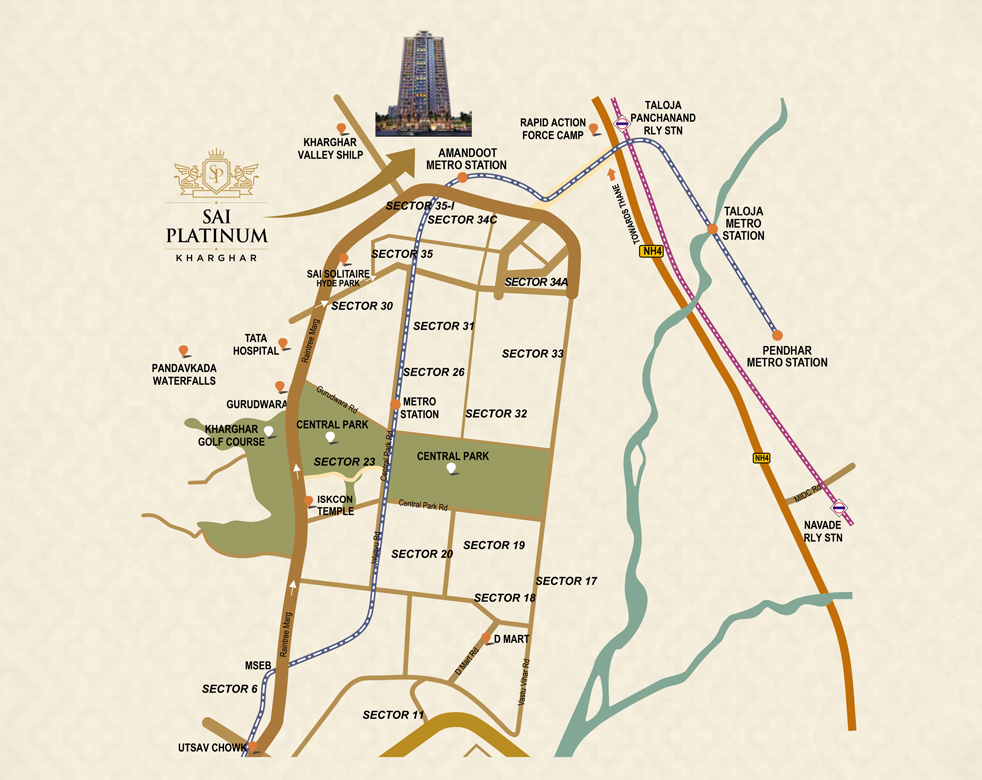 TALOJA
PANCHANAND
RLY STN
RAPID ACTION
FORCE CAMP
KHARGHAR
VALLEY SHILP
AMANDOOT
METRO STATION
SP
SAI
PLATINUM
KHARGHAR
SECTOR 35-I
SECTOR 34C
TOWARDS THANE
TALOJA
METRO
STATION
NH4
SECTOR 35
SAI SOLITAIRE
HYDE PARK
SECTOR 34A
SECTOR 30
SECTOR 31
Raintree Marg
TATA
HOSPITAL
SECTOR 33
PENDHAR
METRO STATION
PANDAVKADA
WATERFALLS
SECTOR 26
GURUDWARA
Gurudwara Rd
METRO
STATION
SECTOR 32
KHARGHAR
GOLF COURSE
CENTRAL PARK
Central Park Rd
CENTRAL PARK
SECTOR 23
NH4
MIDC Rd
ISKCON
TEMPLE
Central Park Rd
NAVADE
RLY STN
SECTOR 20
SECTOR 19
SECTOR 17
SECTOR 18
Raintree Marg
D MART
D Mart Rd
Vastu Vihar Rd
MSEB
SECTOR 6
SECTOR 11
UTSAV CHOWK